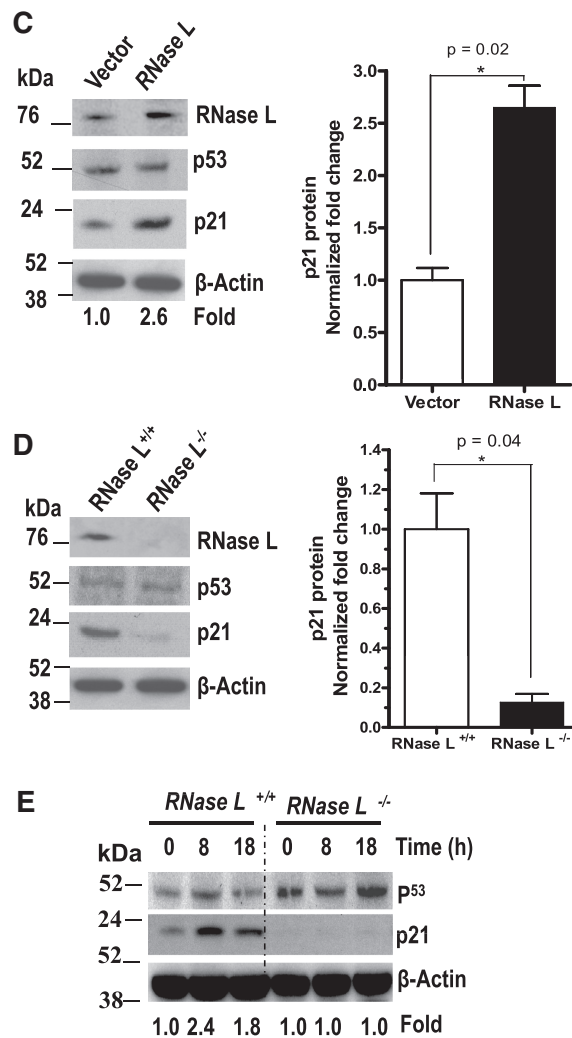 C
Vector RNase L
kDa
76 RNase L
52 p53
24 p21
52
38 β-Actin
1.0 2.6 Fold
p = 0.02
*
p21 protein
Normalized fold change
3.0
2.5
2.0
1.5
1.0
0.5
0.0
Vector RNase L
D
RNase L+/+ RNase L-/-
kDa
76 RNase L
52 p53
24 p21
52
38 β-Actin
p = 0.04
*
p21 protein
Normalized fold change
1.4
1.2
1.0
0.8
0.6
0.4
0.2
0.0
RNase L +/+ RNase L -/-
E
RNase L +/+ RNase L -/-
kDa 0 8 18 0 8 18 Time (h)
52 P53
24 p21
52
38 β-Actin
1.0 2.4 1.8 1.0 1.0 1.0 Fold